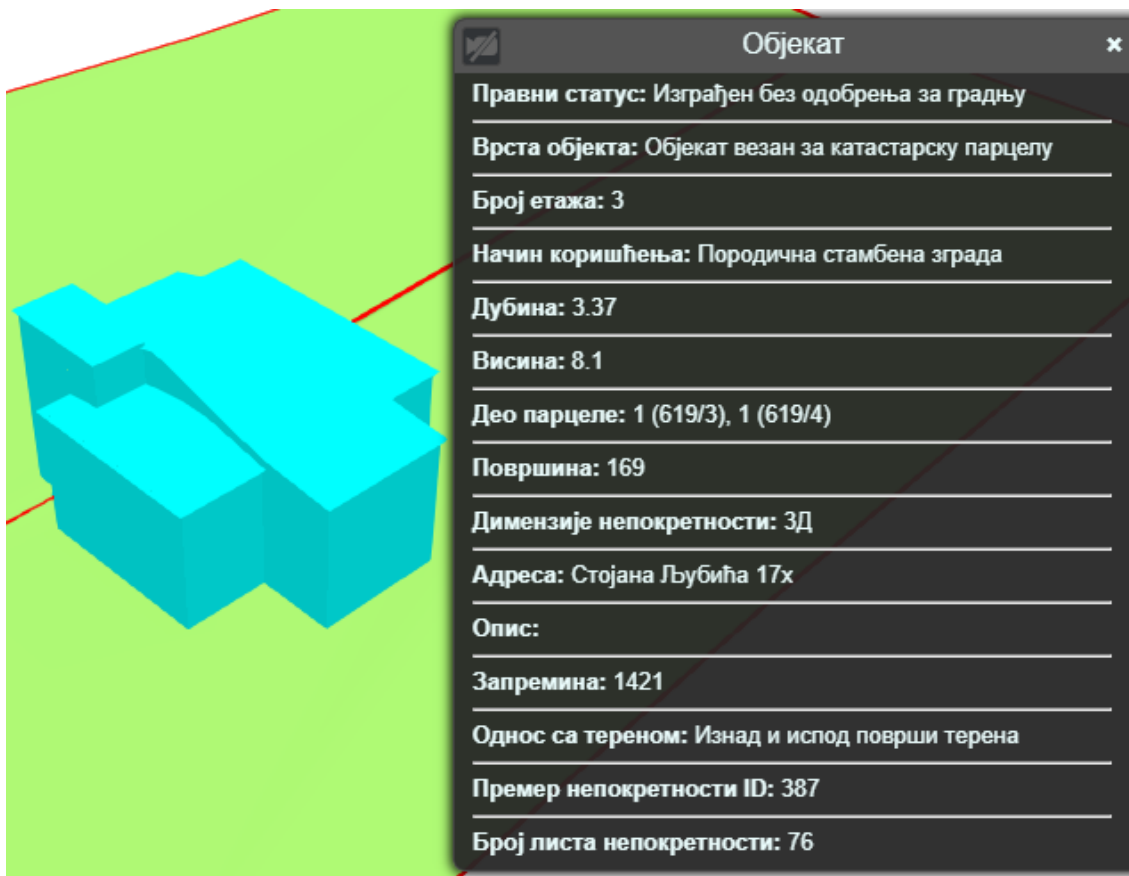 Објекат
Правни статус: Изграђен без одобрења за градњу
Врста објекта: Објекат везан за катастарску парцелу
Број етажа: 3
Начин коришћења: Породична стамбена зграда
Дубина: 3.37
Висина: 8.1
Део парцеле: 1 (619/3), 1 (619/4)
Површина: 169
Димензије непокретности: 3Д
Адреса: Стојана Љубића 17х
Опис:
Запремина: 1421
Однос са тереном: Изнад и испод површи терена
Премер непокретности ID: 387
Број листа непокретности: 76